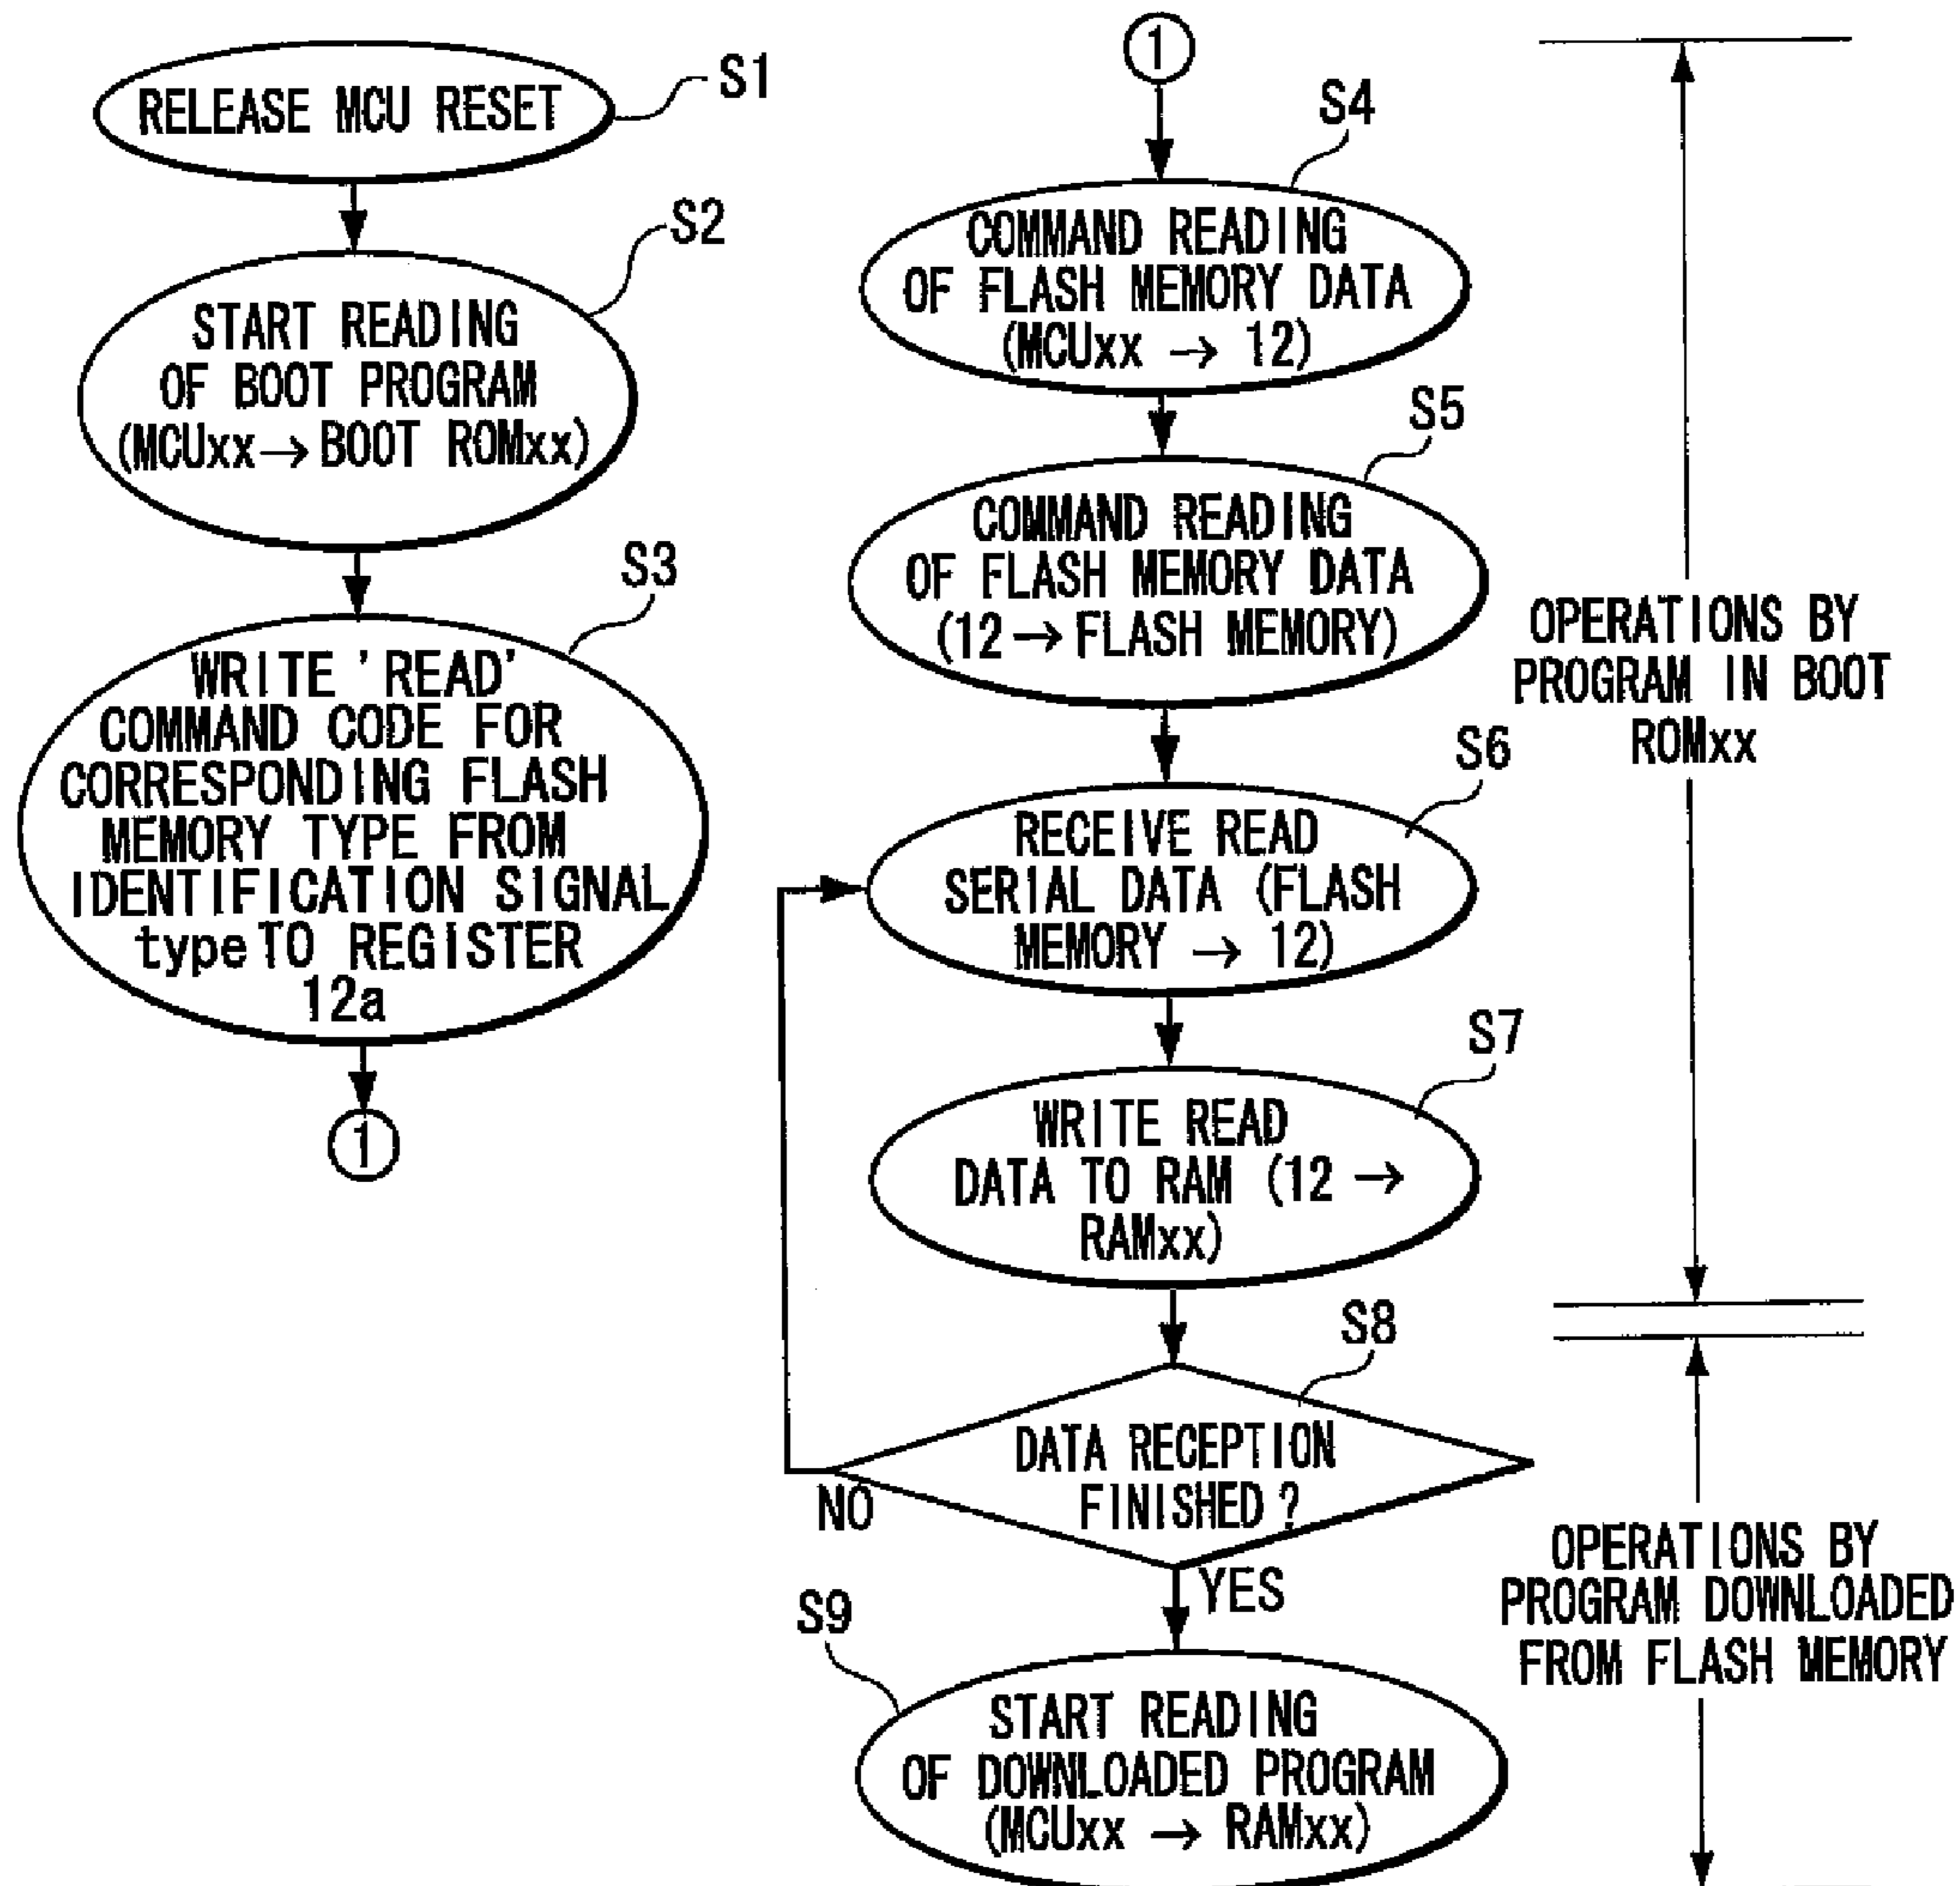 RELEASE MCU RESET
S1
START READING
OF BOOT PROGRAM
(MCUxx → BOOT ROMxx)
S2
WRITE 'READ'
COMMAND CODE FOR
CORRESPONDING FLASH
MEMORY TYPE FROM
IDENTIFICATION SIGNAL
type TO REGISTER
12a
S3
1
1
COMMAND READING
OF FLASH MEMORY DATA
(MCUxx → 12)
S4
COMMAND READING
OF FLASH MEMORY DATA
(12 → FLASH MEMORY)
S5
RECEIVE READ
SERIAL DATA (FLASH
MEMORY → 12)
S6
WRITE READ
DATA TO RAM (12 →
RAMxx)
S7
DATA RECEPTION
FINISHED ?
S8
NO
YES
START READING
OF DOWNLOADED PROGRAM
(MCUxx → RAMxx)
S9
OPERATIONS BY
PROGRAM IN BOOT
ROMxx
OPERATIONS BY
PROGRAM DOWNLOADED
FROM FLASH MEMORY